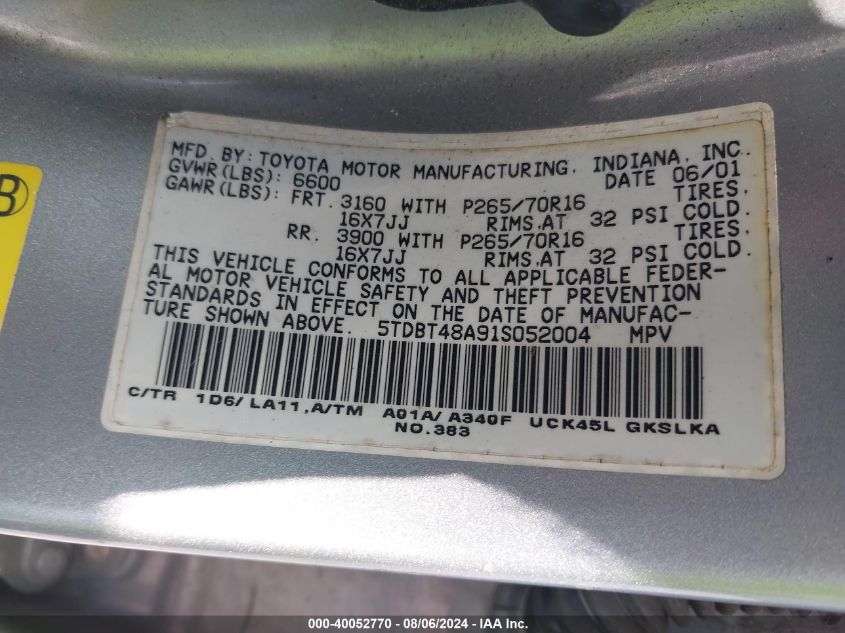 B
MFD. BY: TOYOTA MOTOR MANUFACTURING, INDIANA, INC.
GVWR(LBS): 6600 DATE 06/01
GAWR(LBS): FRT. 3160 WITH P265/70R16 TIRES,
16X7JJ RIMS,AT 32 PSI COLD.
RR. 3900 WITH P265/70R16 TIRES,
16X7JJ RIMS,AT 32 PSI COLD.
THIS VEHICLE CONFORMS TO ALL APPLICABLE FEDER-
AL MOTOR VEHICLE SAFETY AND THEFT PREVENTION
STANDARDS IN EFFECT ON THE DATE OF MANUFAC-
TURE SHOWN ABOVE. 5TDBT48A91S052004 MPV
C/TR 1D6/LA11,A/TM A01A/A340F UCK45L GKSLKA
NO.383
000-40052770 - 08/06/2024 - IAA Inc.